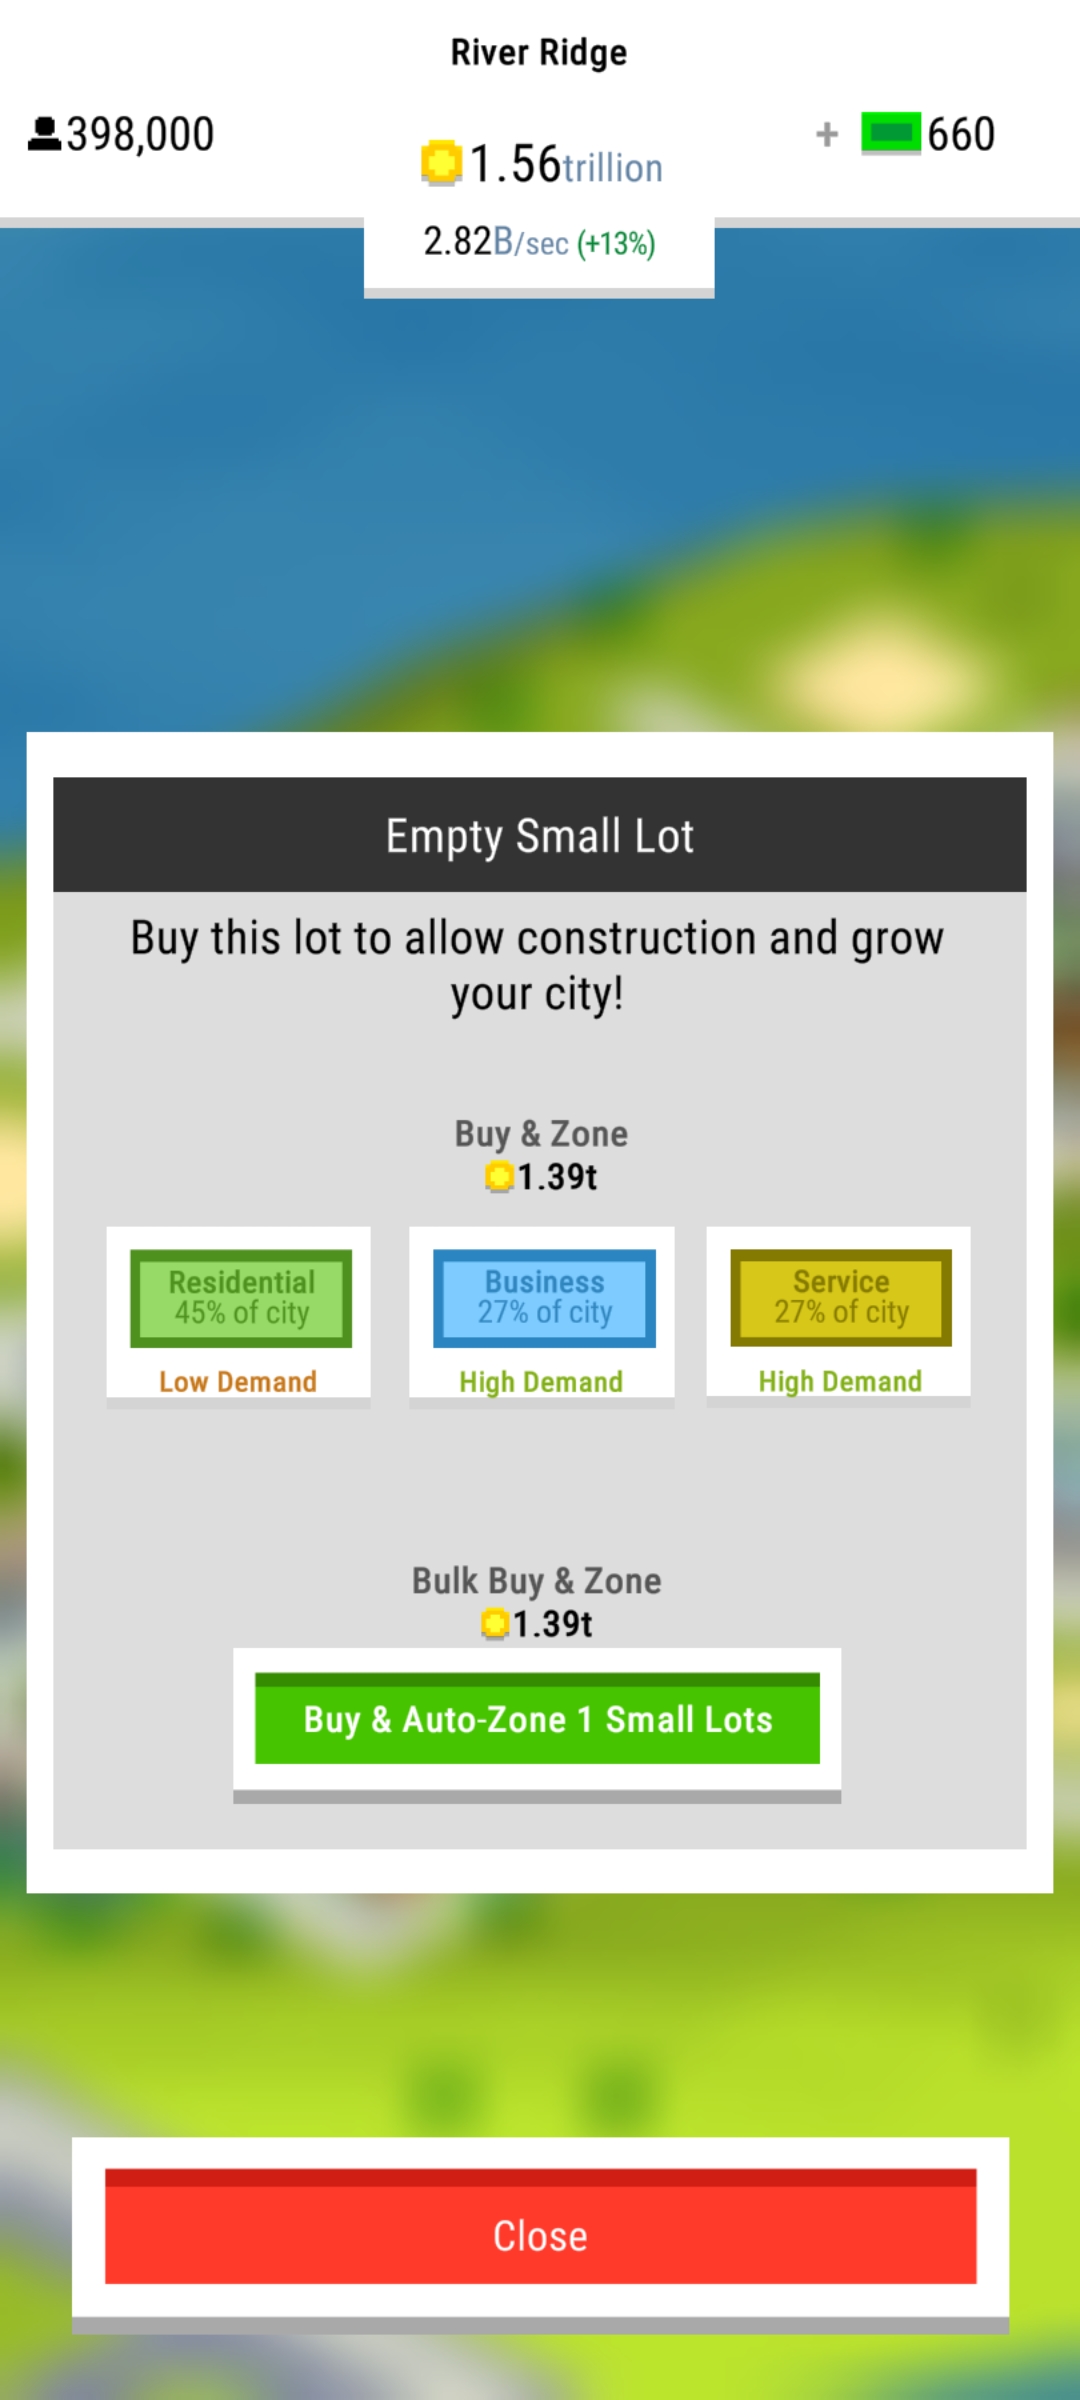 River Ridge
398,000
1.56trillion
+ 660
2.82B/sec (+13%)
Empty Small Lot
Buy this lot to allow construction and grow
your city!
Buy & Zone
1.39t
Residential
45% of city
Low Demand
Business
27% of city
High Demand
Service
27% of city
High Demand
Bulk Buy & Zone
1.39t
Buy & Auto-Zone 1 Small Lots
Close